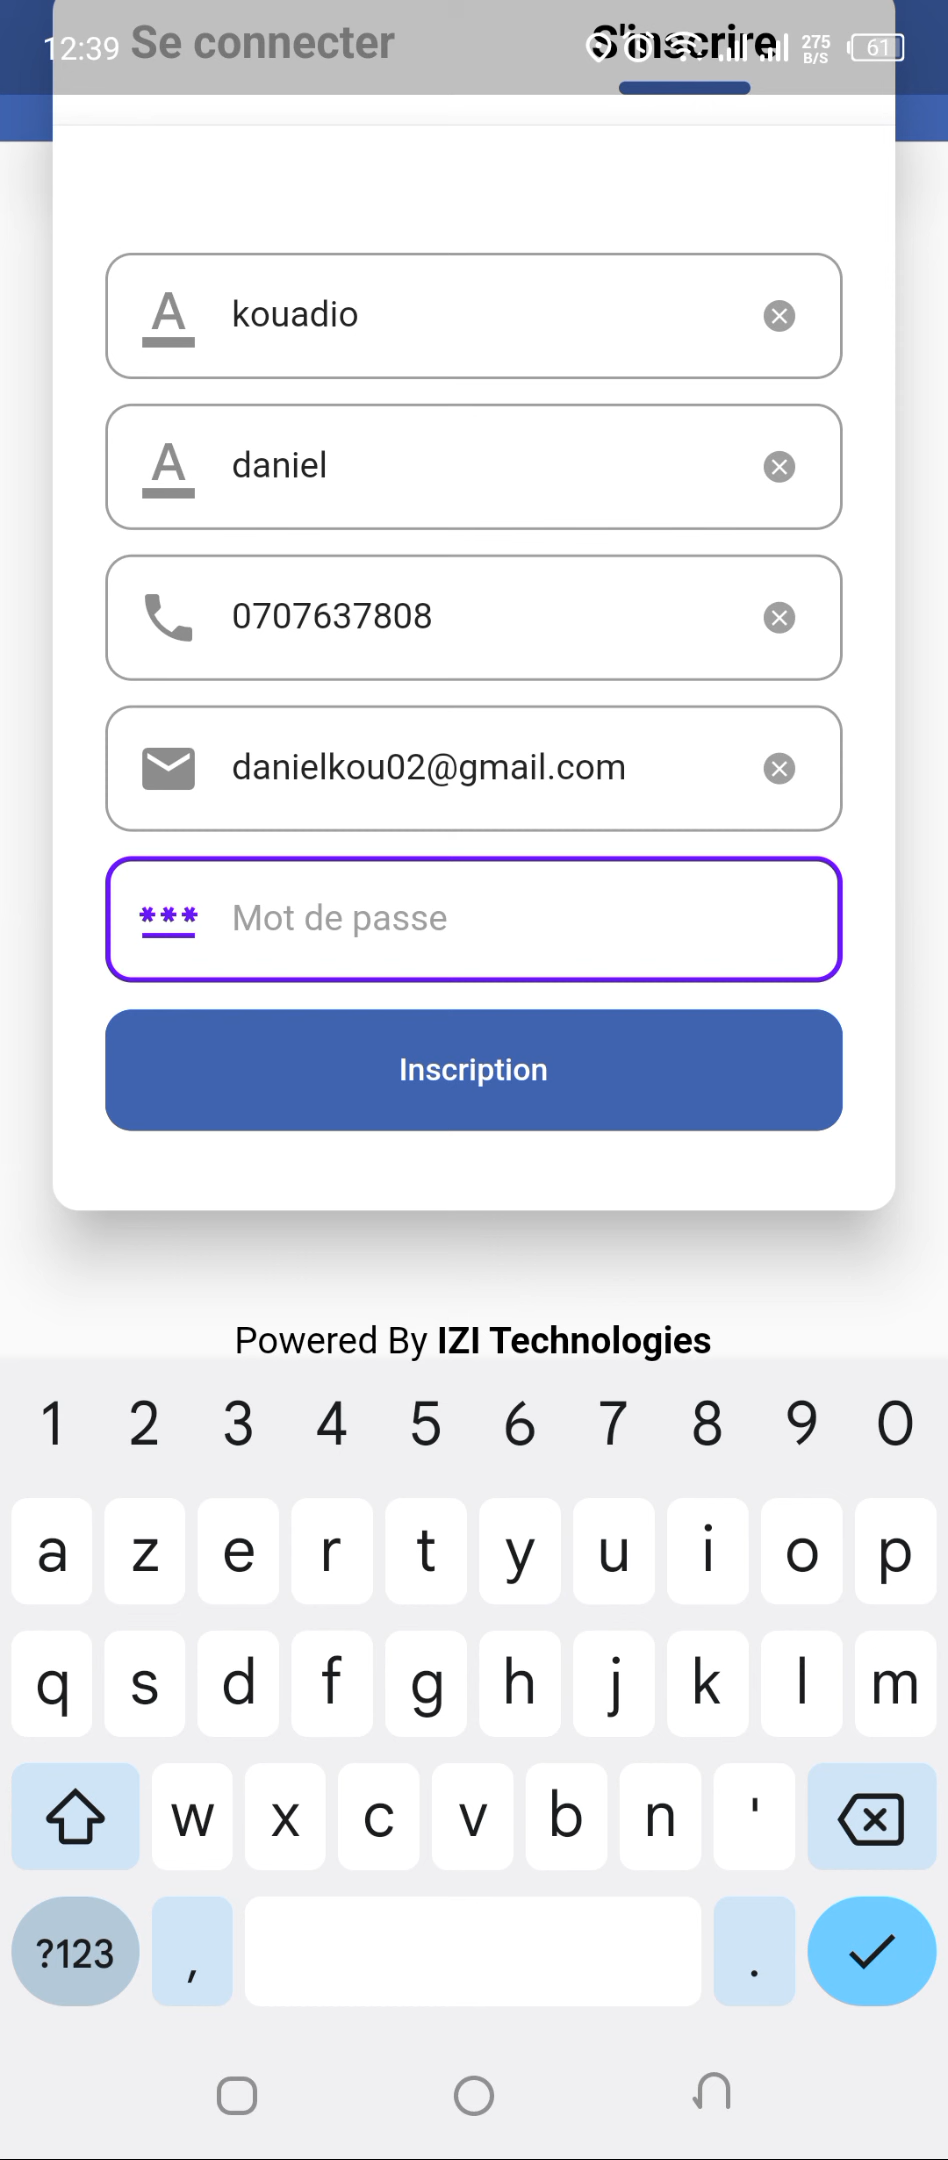 12:39 Se connecter S'inscrire 275 B/S 61
kouadio
daniel
0707637808
danielkou02@gmail.com
*** Mot de passe
Inscription
Powered By IZI Technologies
1 2 3 4 5 6 7 8 9 0
a z e r t y u i o p
q s d f g h j k l m
w x c v b n '
?123 , .